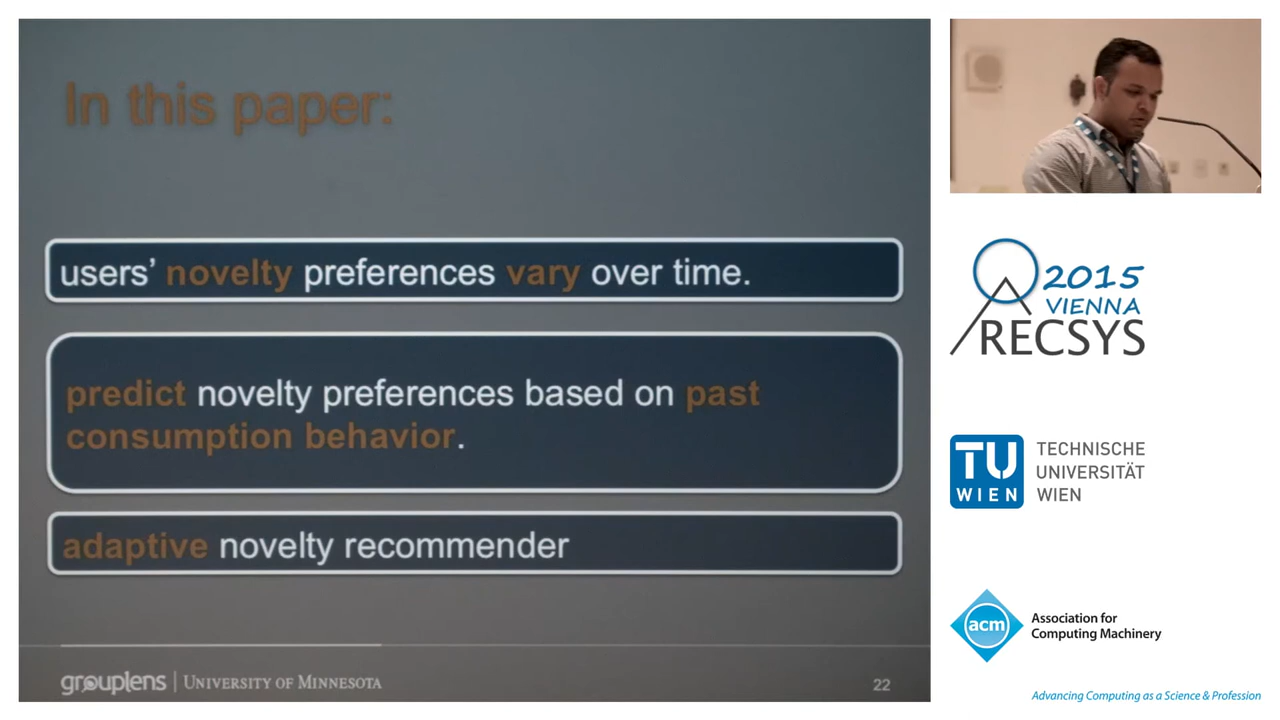 In this paper:
users’ novelty preferences vary over time.
predict novelty preferences based on past
consumption behavior.
adaptive novelty recommender
grouplens | UNIVERSITY OF MINNESOTA
22
2015
VIENNA
RECSYS
TU
WIEN
TECHNISCHE
UNIVERSITÄT
WIEN
acm
Association for
Computing Machinery
Advancing Computing as a Science & Profession